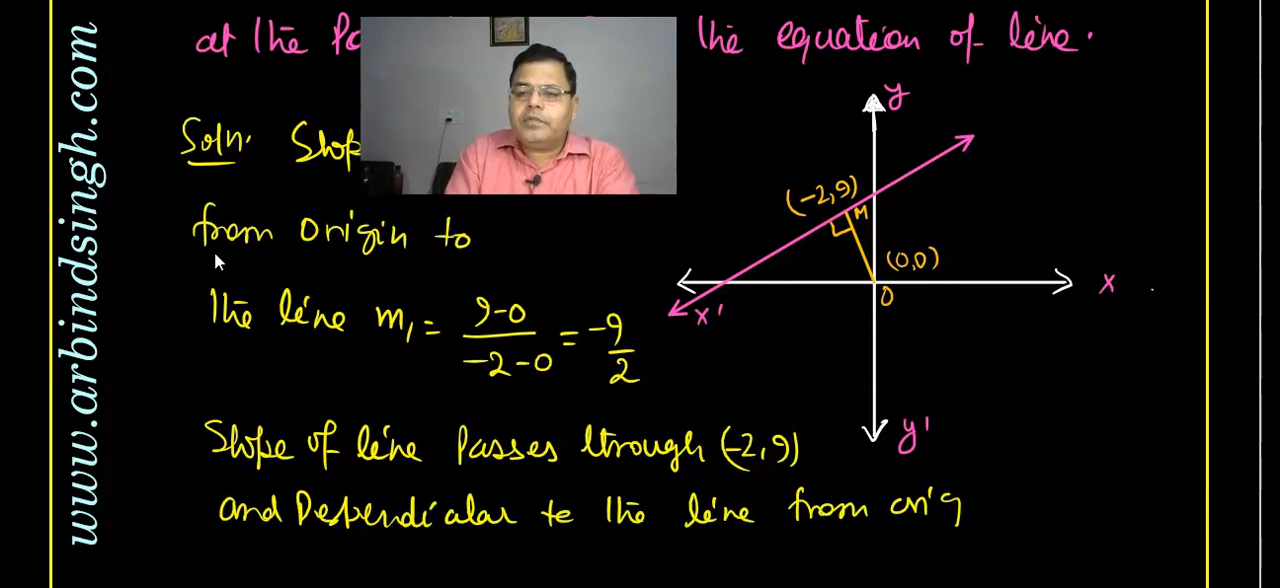 at the Po the equation of line.
Soln. Slop
from origin to
the line m₁ = 9-0/-2-0 = -9/2
Slope of line Passes through (-2,9)
and Perpendicular to the line from orig
y
(-2,9)
M
(0,0)
O
X
X'
y'
www.arbindsingh.com